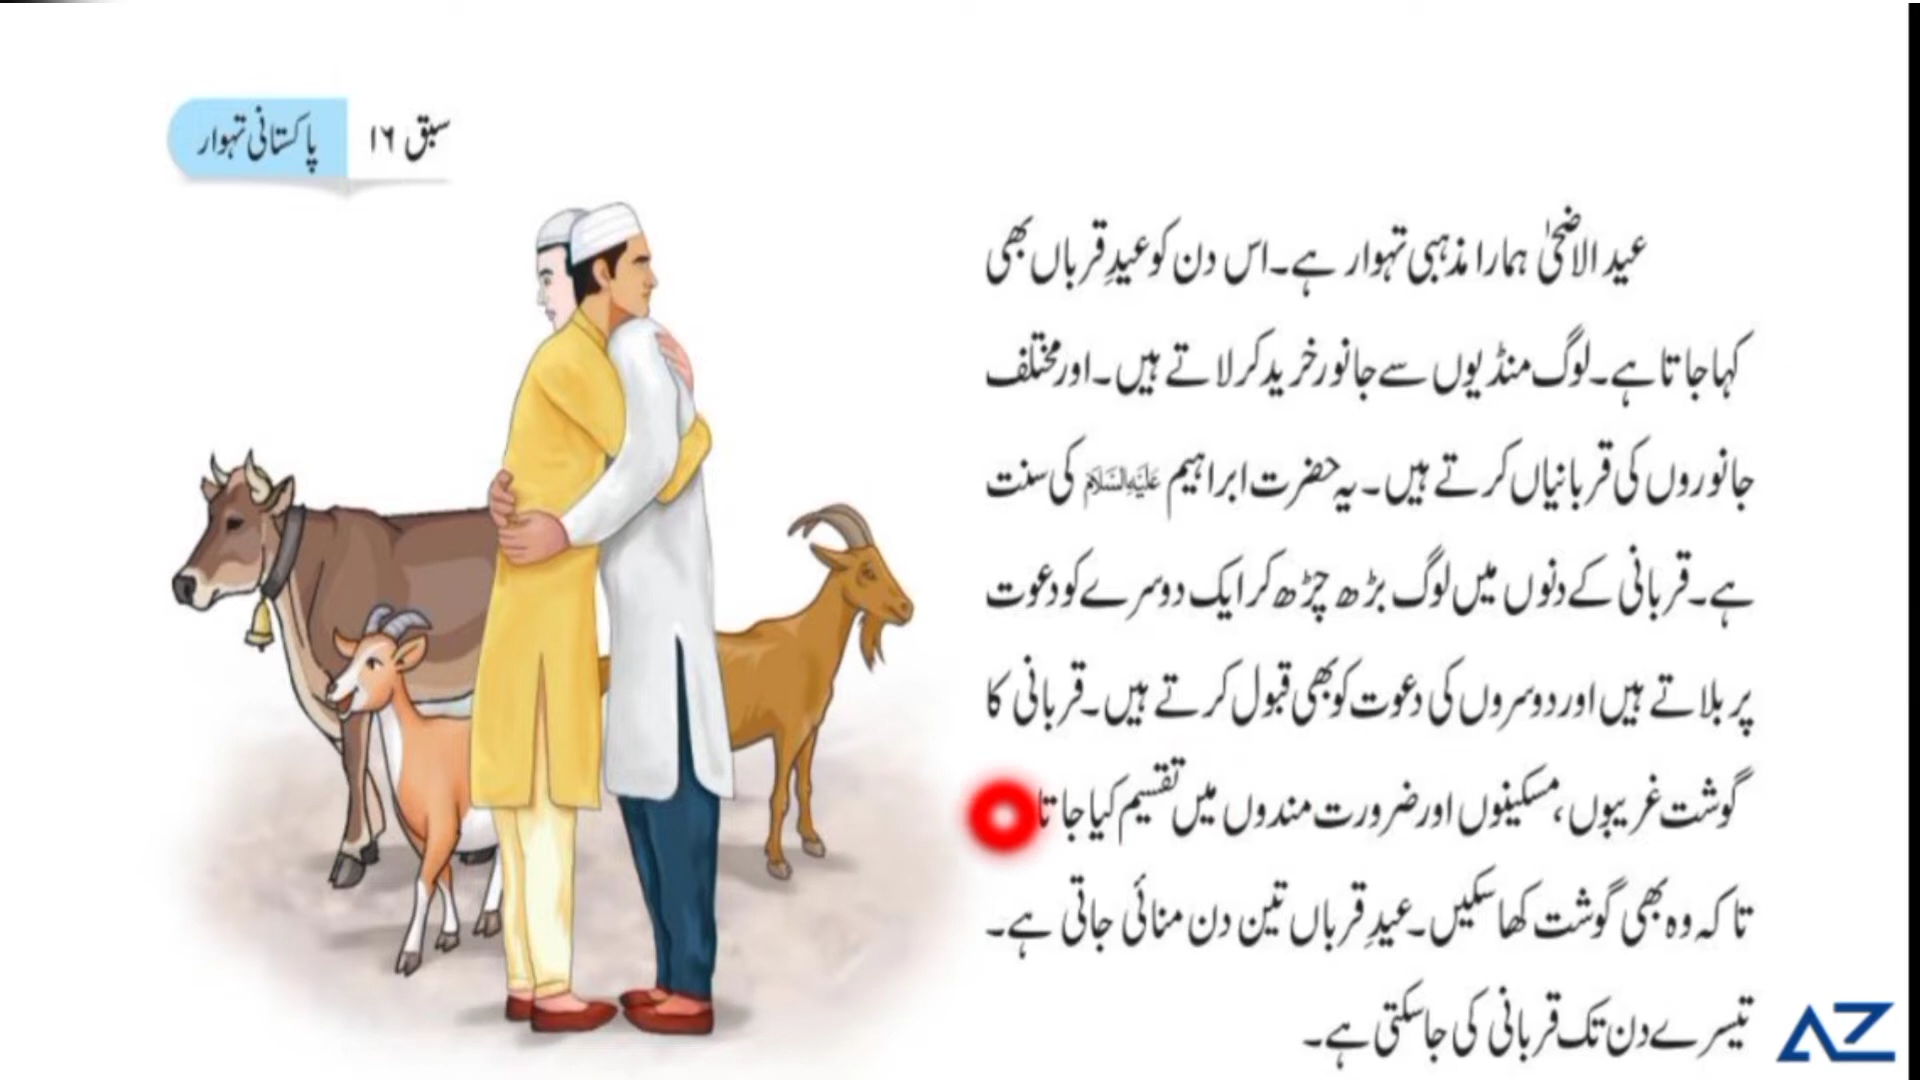 سبق ۱۶ پاکستانی تہوار
عید الاضحیٰ ہمارا مذہبی تہوار ہے۔ اس دن کو عیدِ قرباں بھی
کہا جاتا ہے۔ لوگ منڈیوں سے جانور خرید کر لاتے ہیں۔ اور مختلف
جانوروں کی قربانیاں کرتے ہیں۔ یہ حضرت ابراہیم عَلَیْہِ السَّلَام کی سنت
ہے۔ قربانی کے دنوں میں لوگ بڑھ چڑھ کر ایک دوسرے کو دعوت
پر بلاتے ہیں اور دوسروں کی دعوت کو بھی قبول کرتے ہیں۔ قربانی کا
گوشت غریبوں، مسکینوں اور ضرورت مندوں میں تقسیم کیا جاتا
تاکہ وہ بھی گوشت کھا سکیں۔ عیدِ قرباں تین دن منائی جاتی ہے۔
تیسرے دن تک قربانی کی جاسکتی ہے۔
AZ